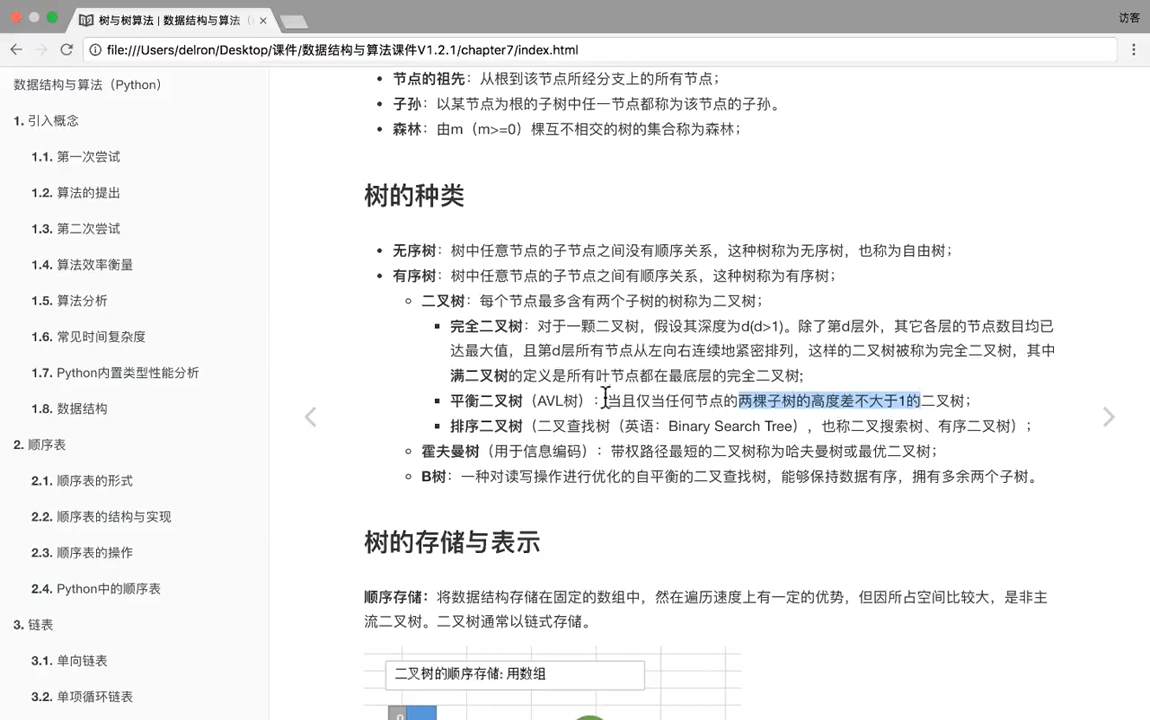 树与树算法 | 数据结构与算法（
访客
file:///Users/delron/Desktop/课件/数据结构与算法课件V1.2.1/chapter7/index.html
数据结构与算法（Python）
1. 引入概念
1.1. 第一次尝试
1.2. 算法的提出
1.3. 第二次尝试
1.4. 算法效率衡量
1.5. 算法分析
1.6. 常见时间复杂度
1.7. Python内置类型性能分析
1.8. 数据结构
2. 顺序表
2.1. 顺序表的形式
2.2. 顺序表的结构与实现
2.3. 顺序表的操作
2.4. Python中的顺序表
3. 链表
3.1. 单向链表
3.2. 单项循环链表
节点的祖先：从根到该节点所经分支上的所有节点；
子孙：以某节点为根的子树中任一节点都称为该节点的子孙。
森林：由m（m>=0）棵互不相交的树的集合称为森林；
树的种类
无序树：树中任意节点的子节点之间没有顺序关系，这种树称为无序树，也称为自由树；
有序树：树中任意节点的子节点之间有顺序关系，这种树称为有序树；
二叉树：每个节点最多含有两个子树的树称为二叉树；
完全二叉树：对于一颗二叉树，假设其深度为d(d>1)。除了第d层外，其它各层的节点数目均已
达最大值，且第d层所有节点从左向右连续地紧密排列，这样的二叉树被称为完全二叉树，其中
满二叉树的定义是所有叶节点都在最底层的完全二叉树;
平衡二叉树（AVL树）：当且仅当任何节点的两棵子树的高度差不大于1的二叉树；
排序二叉树（二叉查找树（英语：Binary Search Tree），也称二叉搜索树、有序二叉树）；
霍夫曼树（用于信息编码）：带权路径最短的二叉树称为哈夫曼树或最优二叉树；
B树：一种对读写操作进行优化的自平衡的二叉查找树，能够保持数据有序，拥有多余两个子树。
树的存储与表示
顺序存储：将数据结构存储在固定的数组中，然在遍历速度上有一定的优势，但因所占空间比较大，是非主
流二叉树。二叉树通常以链式存储。
二叉树的顺序存储: 用数组
0